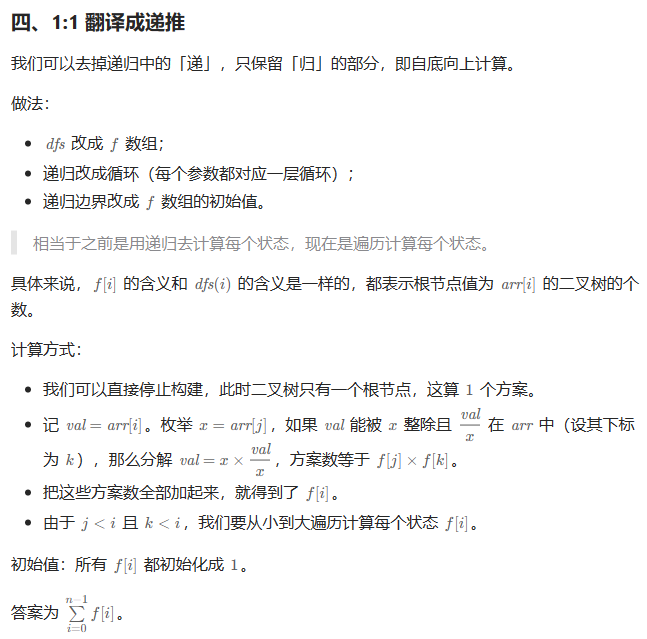 四、1:1 翻译成递推
我们可以去掉递归中的「递」，只保留「归」的部分，即自底向上计算。
做法：
• dfs 改成 f 数组；
• 递归改成循环（每个参数都对应一层循环）；
• 递归边界改成 f 数组的初始值。
相当于之前是用递归去计算每个状态，现在是遍历计算每个状态。
具体来说，f[i] 的含义和 dfs(i) 的含义是一样的，都表示根节点值为 arr[i] 的二叉树的个
数。
计算方式：
• 我们可以直接停止构建，此时二叉树只有一个根节点，这算 1 个方案。
• 记 val = arr[i]。枚举 x = arr[j]，如果 val 能被 x 整除且 val/x 在 arr 中（设其下标
为 k），那么分解 val = x × val/x，方案数等于 f[j] × f[k]。
• 把这些方案数全部加起来，就得到了 f[i]。
• 由于 j < i 且 k < i，我们要从小到大遍历计算每个状态 f[i]。
初始值：所有 f[i] 都初始化成 1。
答案为 ∑_{i=0}^{n-1} f[i]。